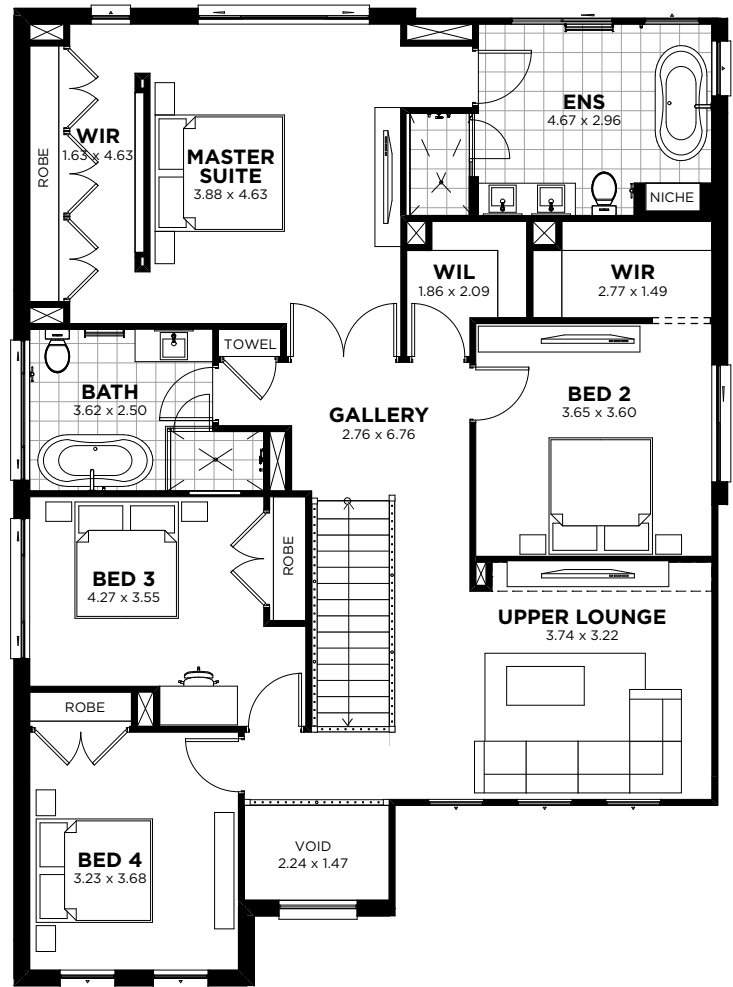 ENS
4.67 x 2.96
WIR
1.63 x 4.63
ROBE
MASTER
SUITE
3.88 x 4.63
NICHE
WIL
1.86 x 2.09
WIR
2.77 x 1.49
TOWEL
BATH
3.62 x 2.50
GALLERY
2.76 x 6.76
BED 2
3.65 x 3.60
BED 3
4.27 x 3.55
ROBE
UPPER LOUNGE
3.74 x 3.22
ROBE
VOID
2.24 x 1.47
BED 4
3.23 x 3.68